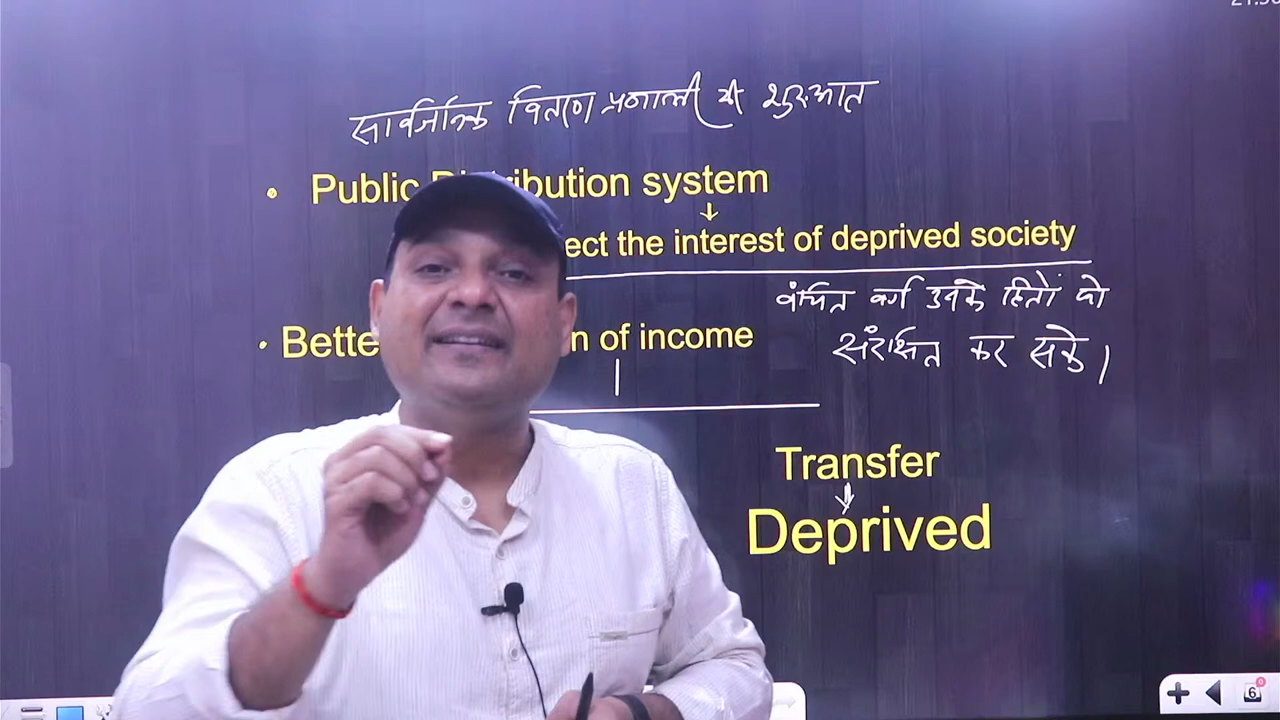 सार्वजनिक वितरण प्रणाली की शुरुआत
• Public ribution system
ect the interest of deprived society
वंचित वर्ग उनके हितों को
संरक्षित कर सके।
• Bette n of income
Transfer
Deprived
6